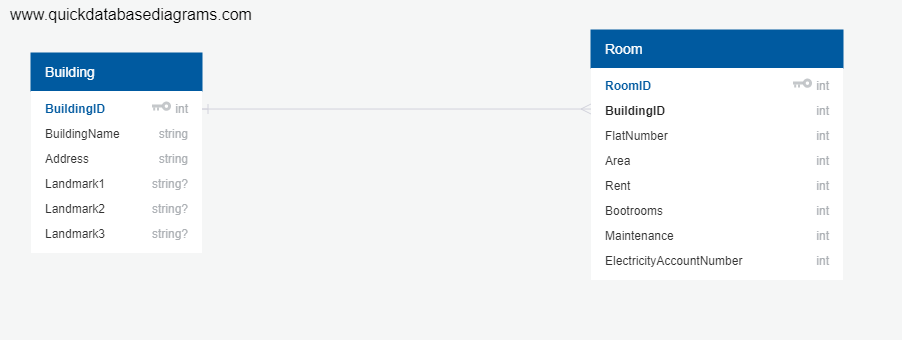 www.quickdatabasediagrams.com
Building
BuildingID int
BuildingName string
Address string
Landmark1 string?
Landmark2 string?
Landmark3 string?
Room
RoomID int
BuildingID int
FlatNumber int
Area int
Rent int
Bootrooms int
Maintenance int
ElectricityAccountNumber int